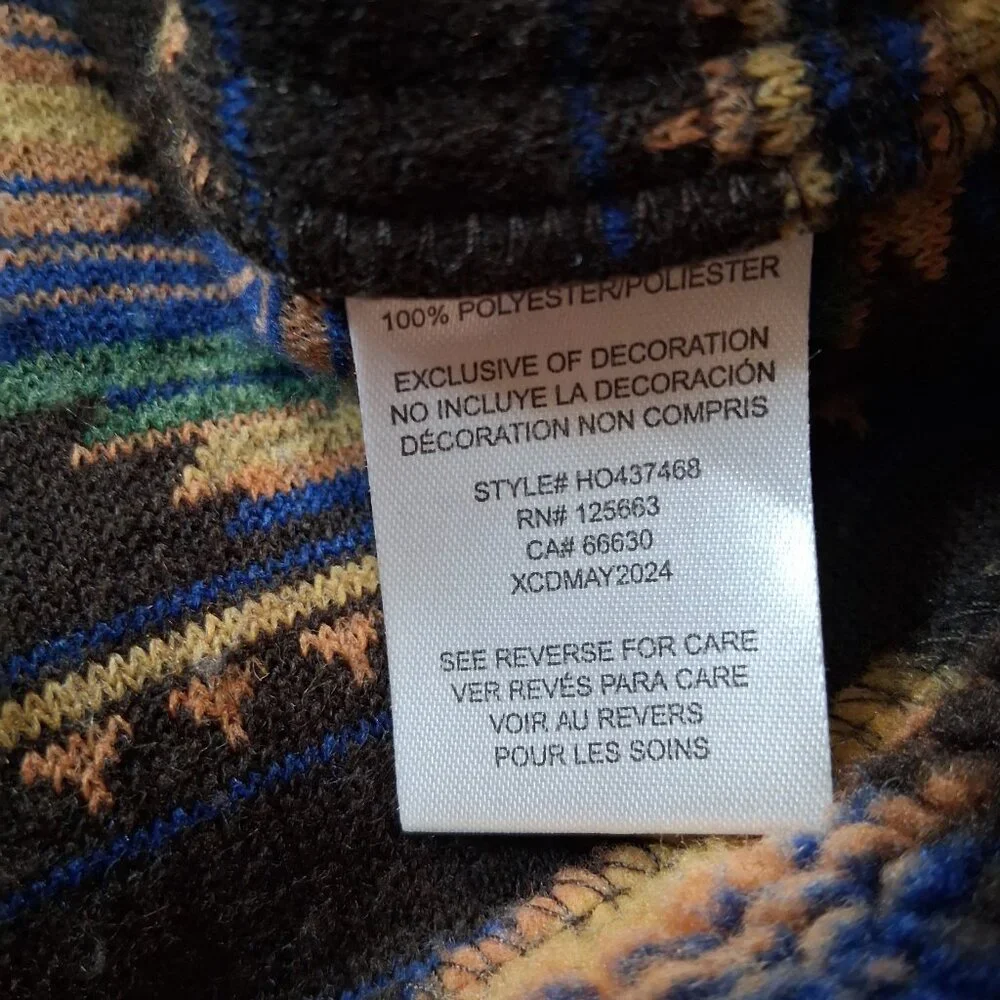 100% POLYESTER/POLIESTER
EXCLUSIVE OF DECORATION
NO INCLUYE LA DECORACIÓN
DÉCORATION NON COMPRIS
STYLE# HO437468
RN# 125663
CA# 66630
XCDMAY2024
SEE REVERSE FOR CARE
VER REVÉS PARA CARE
VOIR AU REVERS
POUR LES SOINS